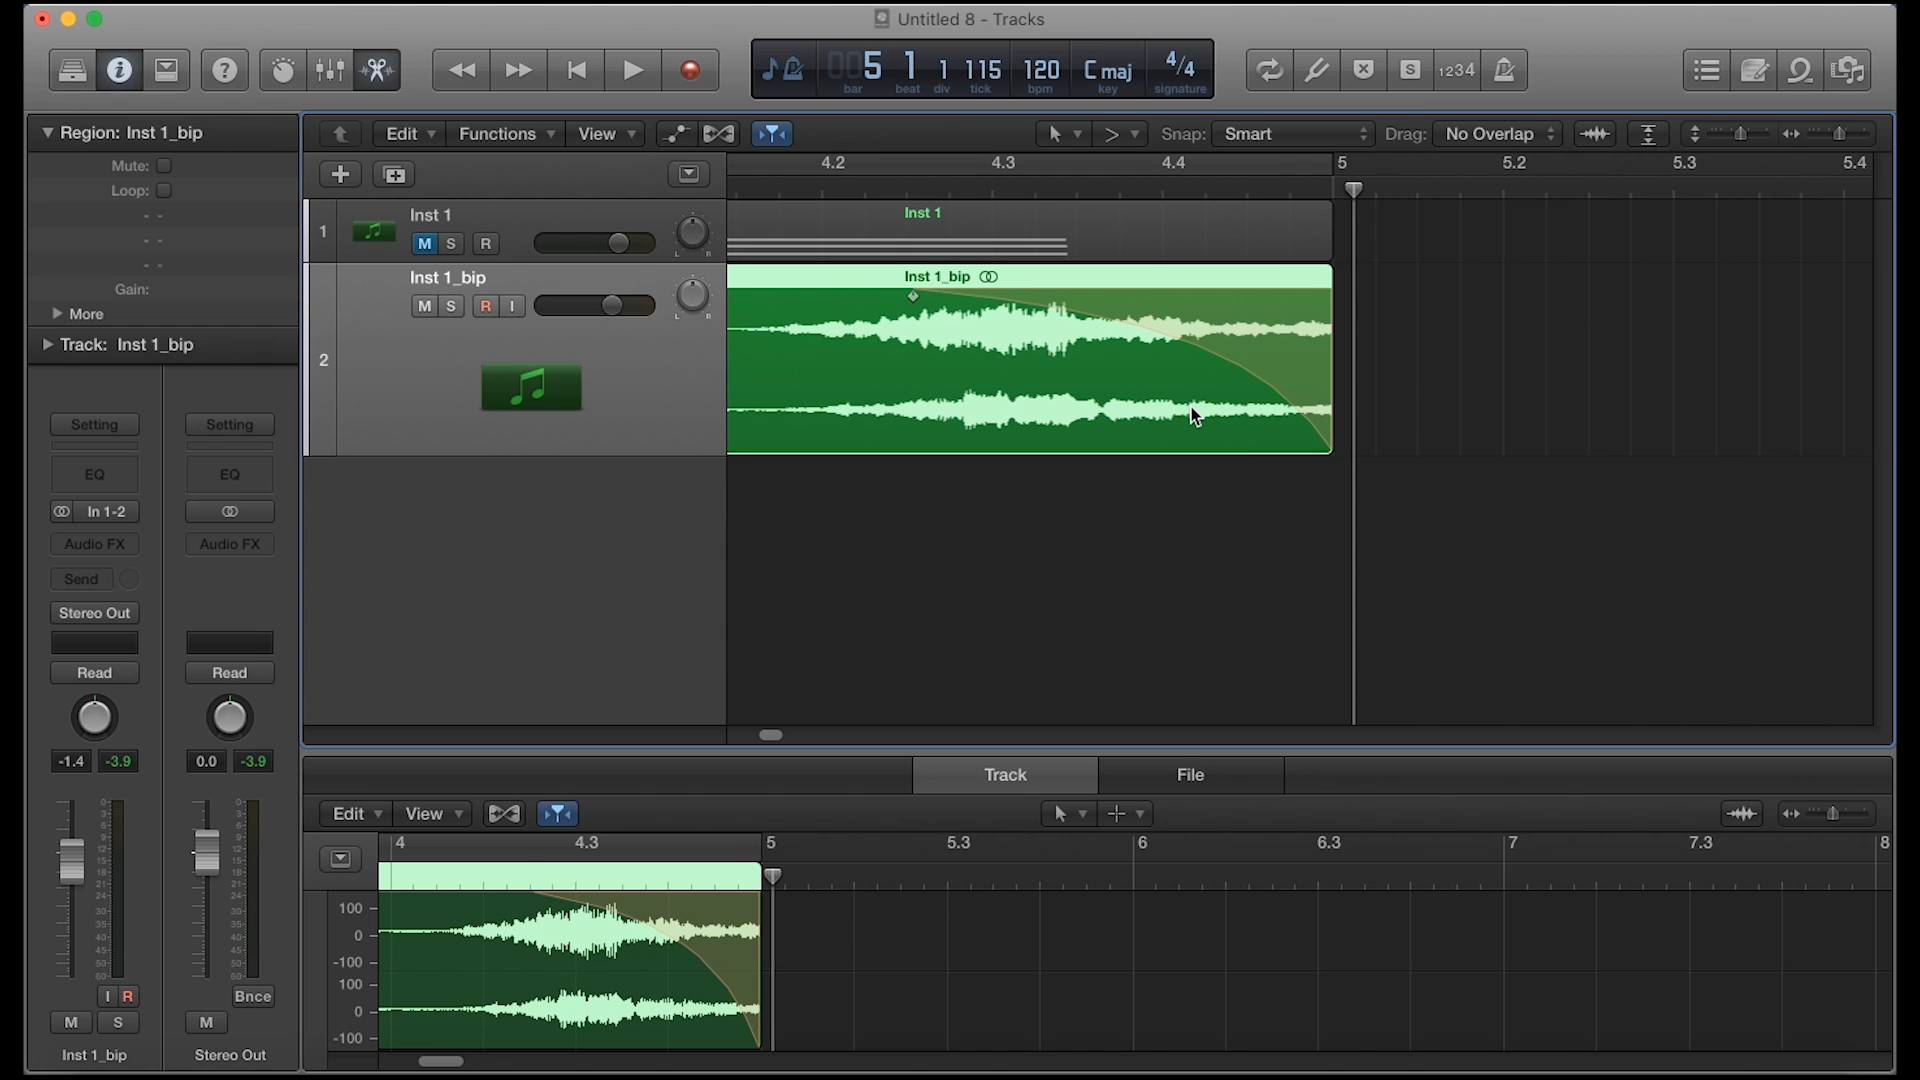 Untitled 8 - Tracks
005 1 1 115 120 C maj 4/4
bar beat div tick bpm key signature
S 1234
Region: Inst 1_bip
Edit Functions View Snap: Smart Drag: No Overlap
Mute:
Loop:
- -
- -
- -
Gain:
More
Track: Inst 1_bip
4.2 4.3 4.4 5 5.2 5.3 5.4
1 Inst 1
M S R
L R
Inst 1
2 Inst 1_bip
M S R I
L R
Inst 1_bip
Setting Setting
EQ EQ
In 1-2
Audio FX Audio FX
Send
Stereo Out
Read Read
-1.4 -3.9 0.0 -3.9
I R Bnce
M S M
Inst 1_bip Stereo Out
Track File
Edit View
4 4.3 5 5.3 6 6.3 7 7.3 8
100
0
-100
100
0
-100